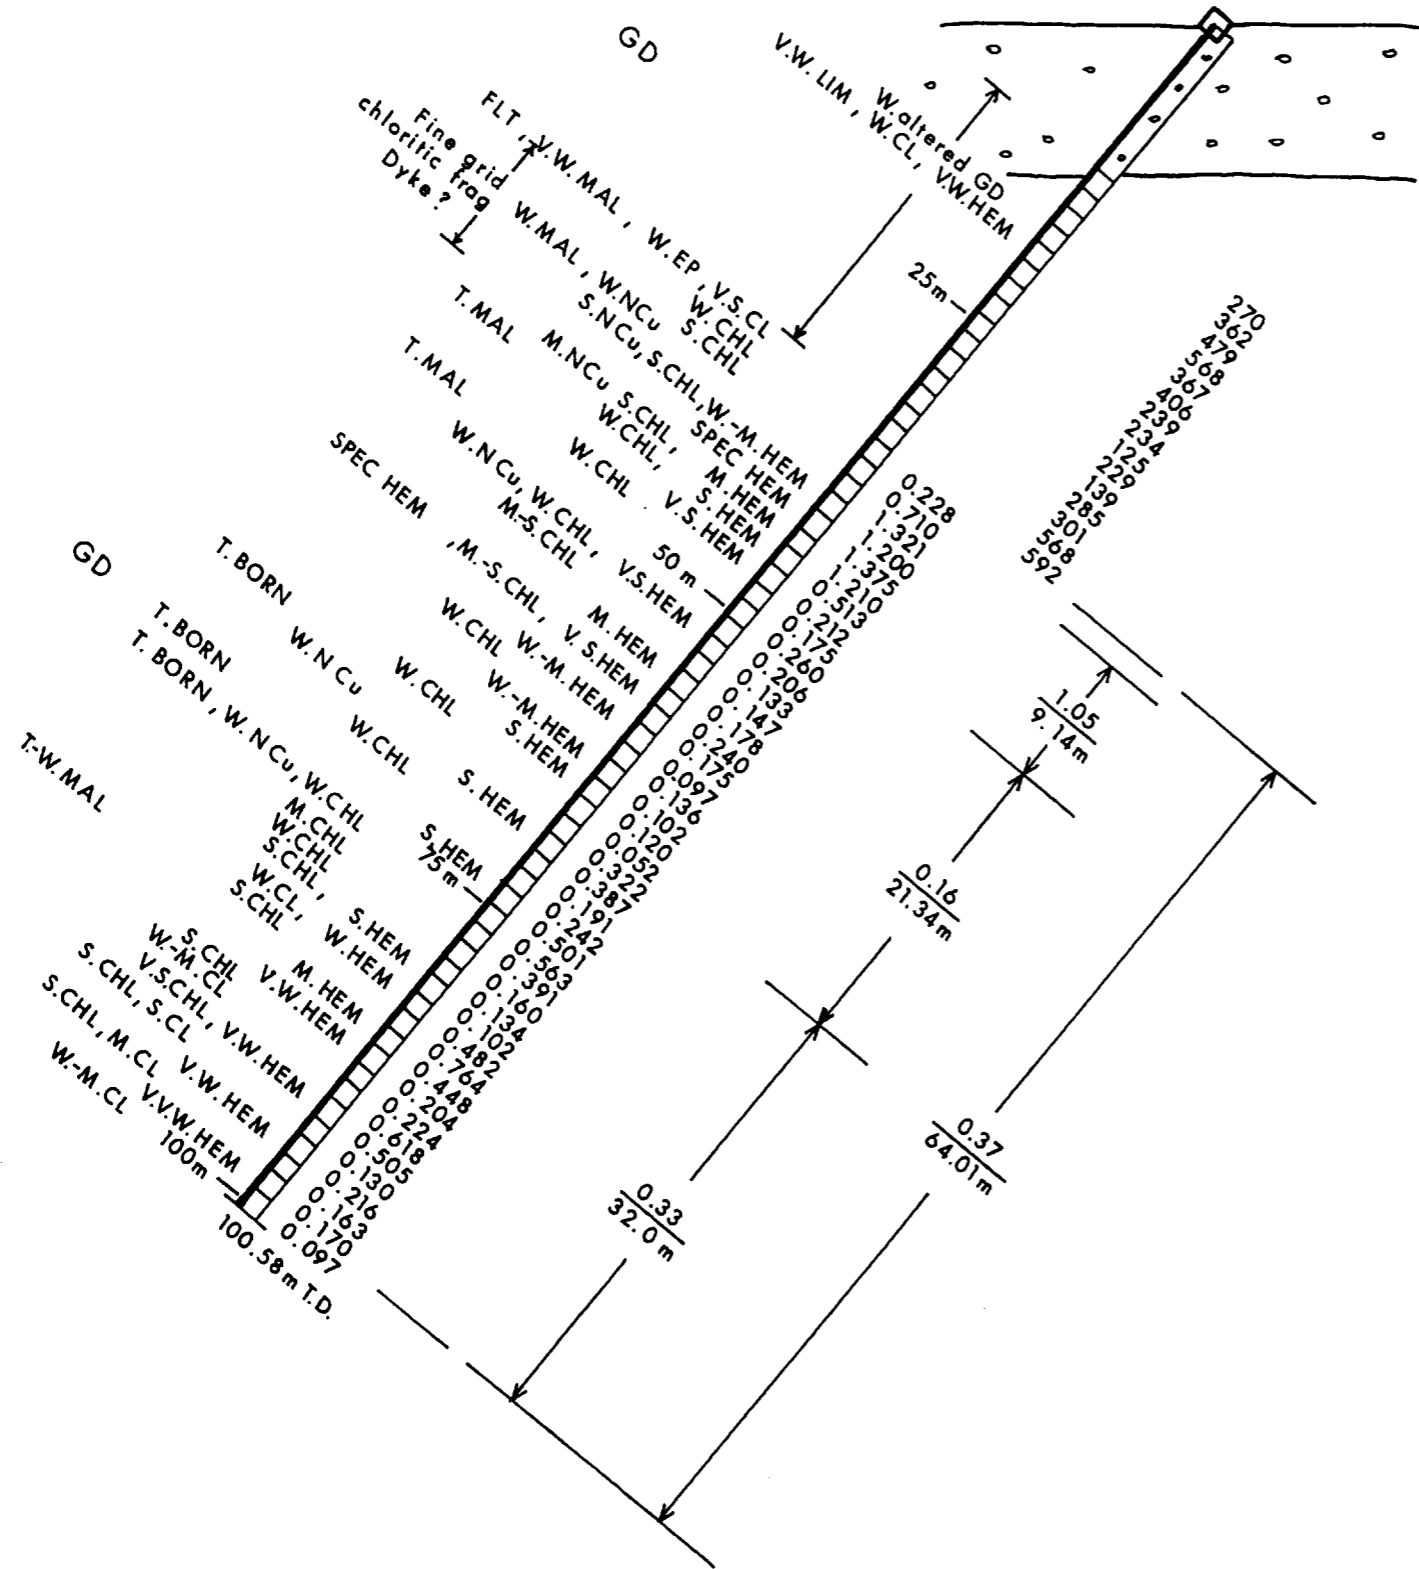 GD
V.W. LIM, W.CL, V.W.HEM
W.altered GD
FLT, V.W. MAL, W.EP, V.S.CL
Fine grid
chloritic frag
Dyke ?
W.CHL
W.MAL, W.NCu S.CHL
S.NCu, S.CHL, W.-M.HEM
SPEC HEM
T.MAL M.NCu S.CHL, M.HEM
W.CHL, S.HEM
T.MAL W.CHL V.S.HEM
W.NCu, W.CHL, V.S.HEM
M.-S.CHL M.HEM
SPEC HEM, M.-S.CHL, V.S.HEM
W.-M.HEM
W.CHL W.-M.HEM
S.HEM
GD
T.BORN W.NCu W.CHL S.HEM
T.BORN W.CHL S.HEM
T. BORN, W.NCu, W.CHL
M.CHL
W.CHL
S.CHL, S.HEM
W.CL, W.HEM
S.CHL M.HEM
T.-W.MAL
V.W.HEM
S.CHL
W.-M.CL
V.S.CHL, V.W.HEM
S.CHL, S.CL V.W.HEM
S.CHL, M.CL V.V.W.HEM
W.-M.CL
25m
50 m
75m
100m
100.58m T.D.
270
362
479
568
367
406
239
234
125
229
139
285
301
568
592
0.228
0.710
1.321
1.200
1.375
1.210
0.513
0.212
0.175
0.260
0.206
0.133
0.147
0.178
0.240
0.175
0.097
0.136
0.102
0.120
0.052
0.322
0.387
0.191
0.242
0.501
0.563
0.391
0.160
0.134
0.102
0.482
0.764
0.448
0.204
0.224
0.618
0.505
0.130
0.216
0.163
0.170
0.097
1.05
9.14m
0.16
21.34m
0.33
32.0 m
0.37
64.01m